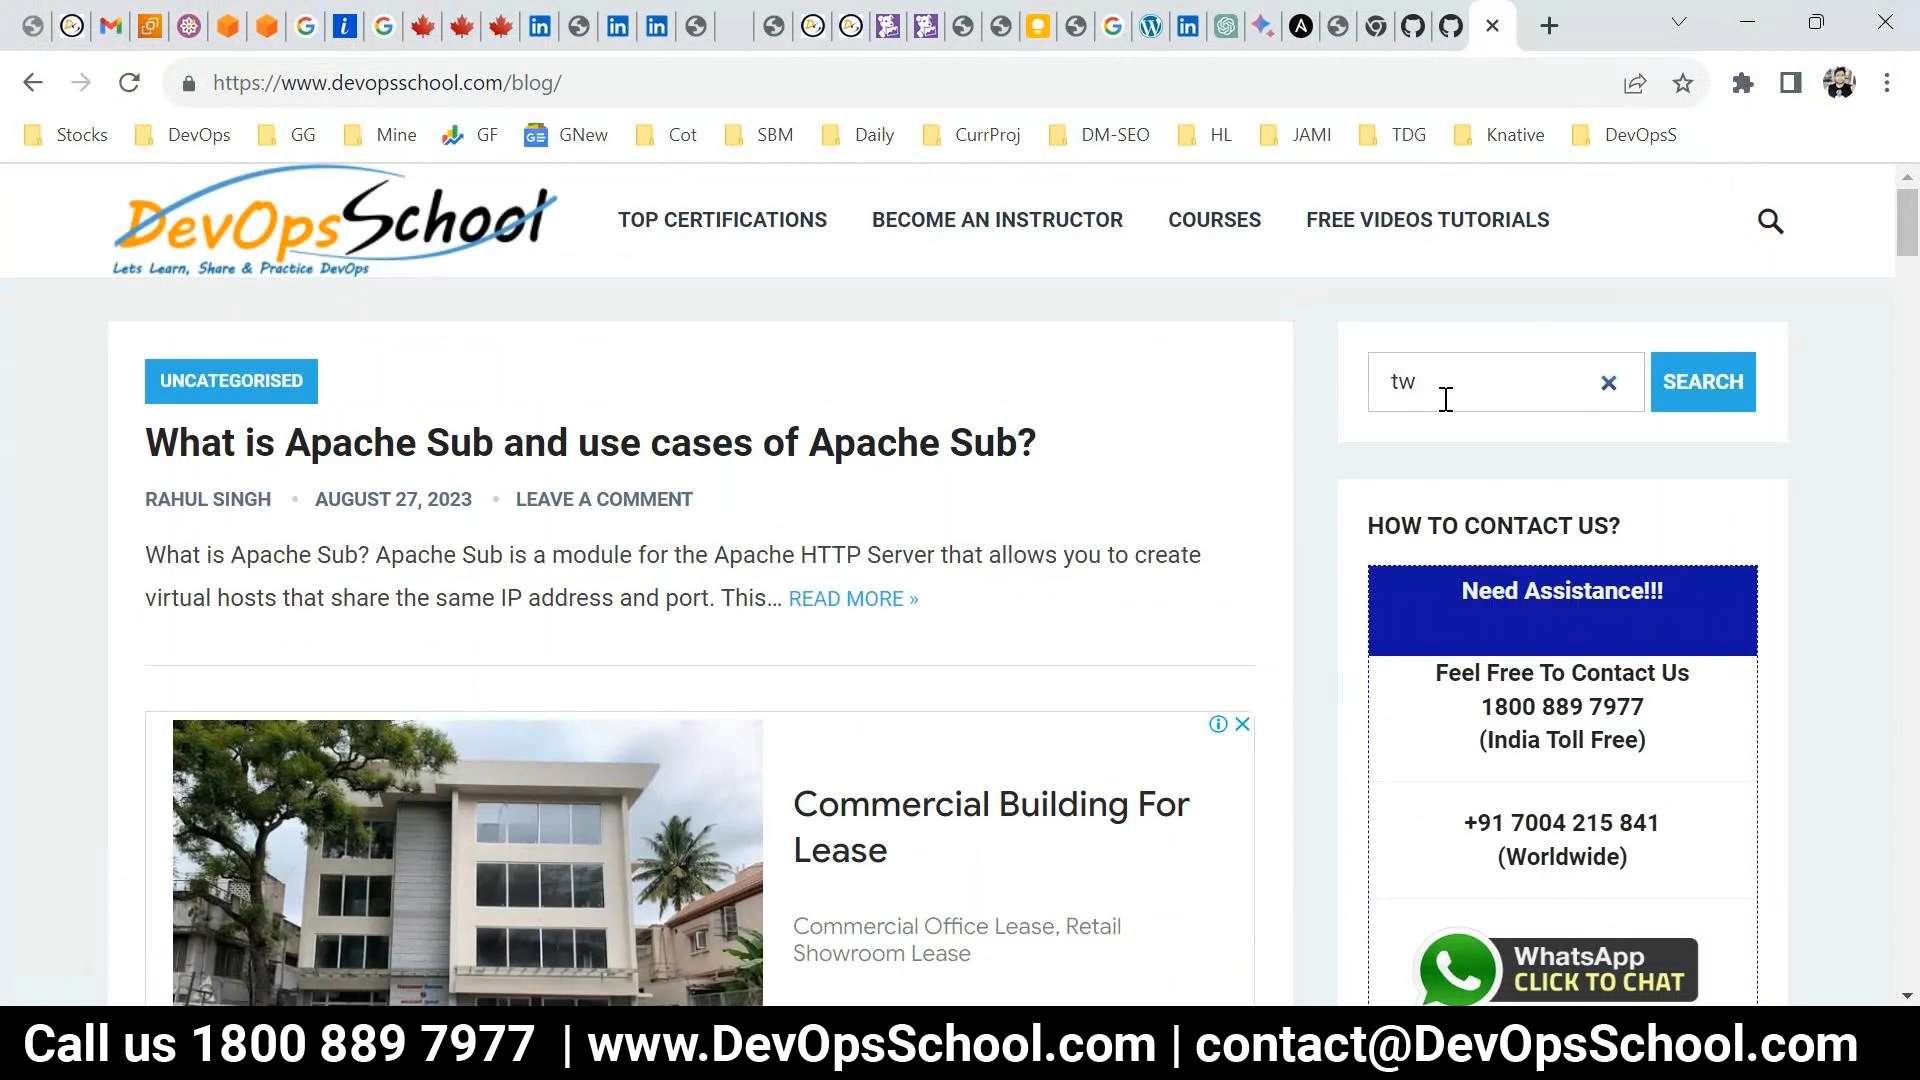 https://www.devopsschool.com/blog/
Stocks DevOps GG Mine GF GNew Cot SBM Daily CurrProj DM-SEO HL JAMI TDG Knative DevOpsS
DevOpsSchool
Lets Learn, Share & Practice DevOps
TOP CERTIFICATIONS BECOME AN INSTRUCTOR COURSES FREE VIDEOS TUTORIALS
UNCATEGORISED
What is Apache Sub and use cases of Apache Sub?
RAHUL SINGH • AUGUST 27, 2023 • LEAVE A COMMENT
What is Apache Sub? Apache Sub is a module for the Apache HTTP Server that allows you to create
virtual hosts that share the same IP address and port. This... READ MORE »
Commercial Building For
Lease
Commercial Office Lease, Retail
Showroom Lease
tw
SEARCH
HOW TO CONTACT US?
Need Assistance!!!
Feel Free To Contact Us
1800 889 7977
(India Toll Free)
+91 7004 215 841
(Worldwide)
WhatsApp
CLICK TO CHAT
Call us 1800 889 7977 | www.DevOpsSchool.com | contact@DevOpsSchool.com